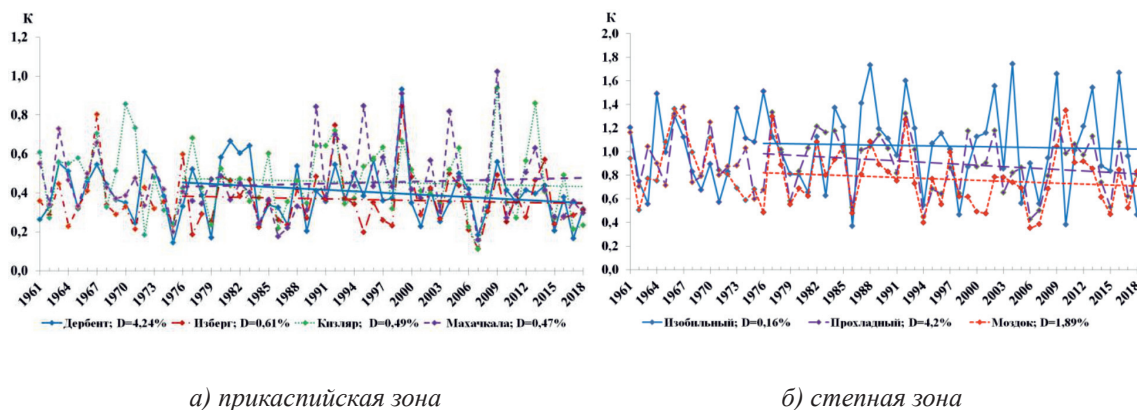 К
1,2
1,0
0,8
0,6
0,4
0,2
0,0
1961 1964 1967 1970 1973 1976 1979 1982 1985 1988 1991 1994 1997 2000 2003 2006 2009 2012 2015 2018
Дербент; D=4,24% Изберг; D=0,61% Кизляр; D=0,49% Махачкала; D=0,47%
а) прикаспийская зона
К
2,0
1,8
1,6
1,4
1,2
1,0
0,8
0,6
0,4
0,2
0,0
1961 1964 1967 1970 1973 1976 1979 1982 1985 1988 1991 1994 1997 2000 2003 2006 2009 2012 2015 2018
Изобильный; D=0,16% Прохладный; D=4,2% Моздок; D=1,89%
б) степная зона